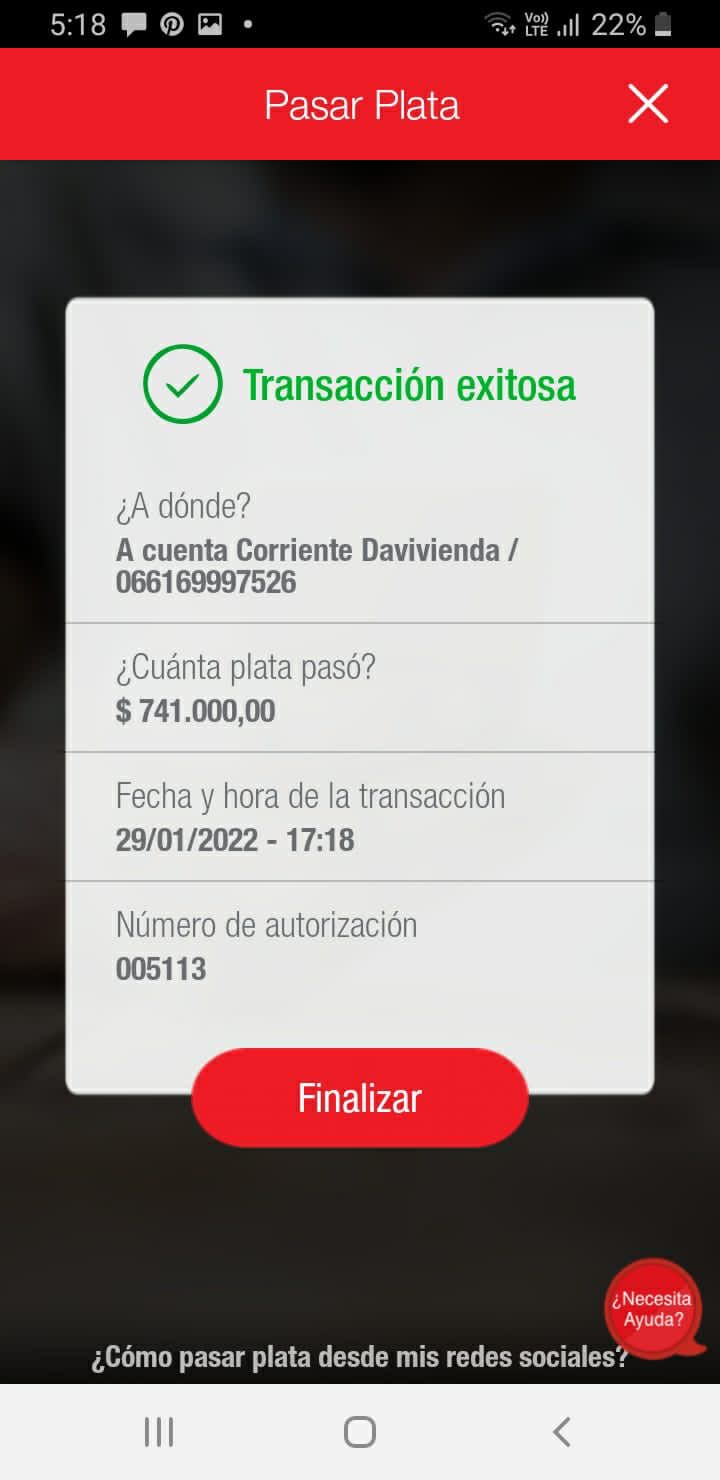 5:18
Vo))
LTE
22%
Pasar Plata
Transacción exitosa
¿A dónde?
A cuenta Corriente Davivienda /
066169997526
¿Cuánta plata pasó?
$ 741.000,00
Fecha y hora de la transacción
29/01/2022 - 17:18
Número de autorización
005113
Finalizar
¿Necesita
Ayuda?
¿Cómo pasar plata desde mis redes sociales?